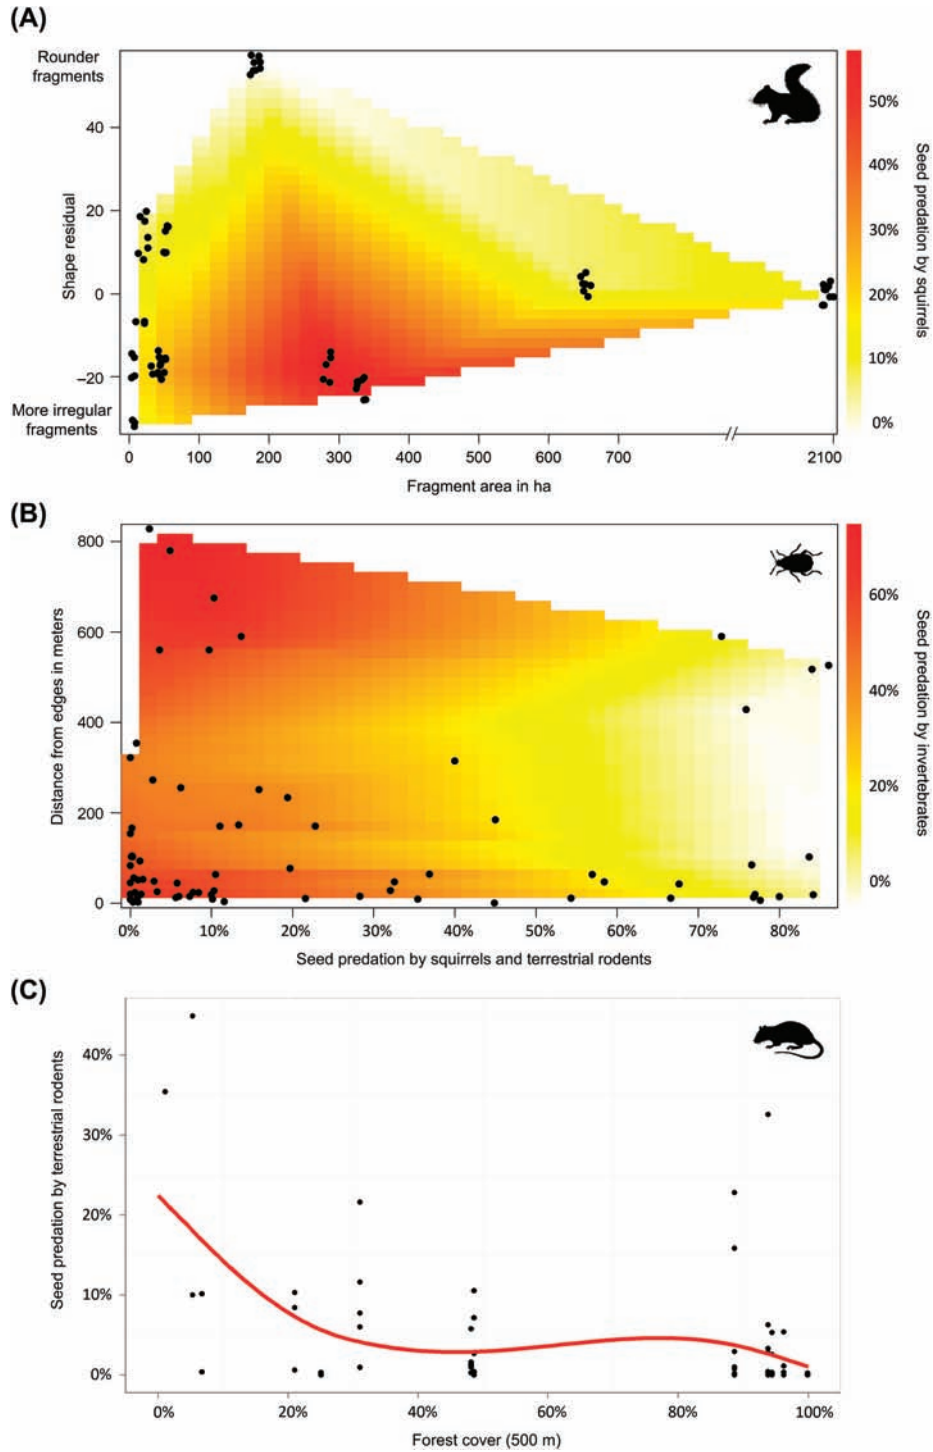 (A)
Rounder
fragments
40
20
0
–20
More irregular
fragments
Shape residual
0 100 200 300 400 500 600 700 2100
Fragment area in ha
50%
40%
30%
20%
10%
0%
Seed predation by squirrels
(B)
800
600
400
200
0
Distance from edges in meters
0% 10% 20% 30% 40% 50% 60% 70% 80%
Seed predation by squirrels and terrestrial rodents
60%
40%
20%
0%
Seed predation by invertebrates
(C)
40%
30%
20%
10%
0%
Seed predation by terrestrial rodents
0% 20% 40% 60% 80% 100%
Forest cover (500 m)